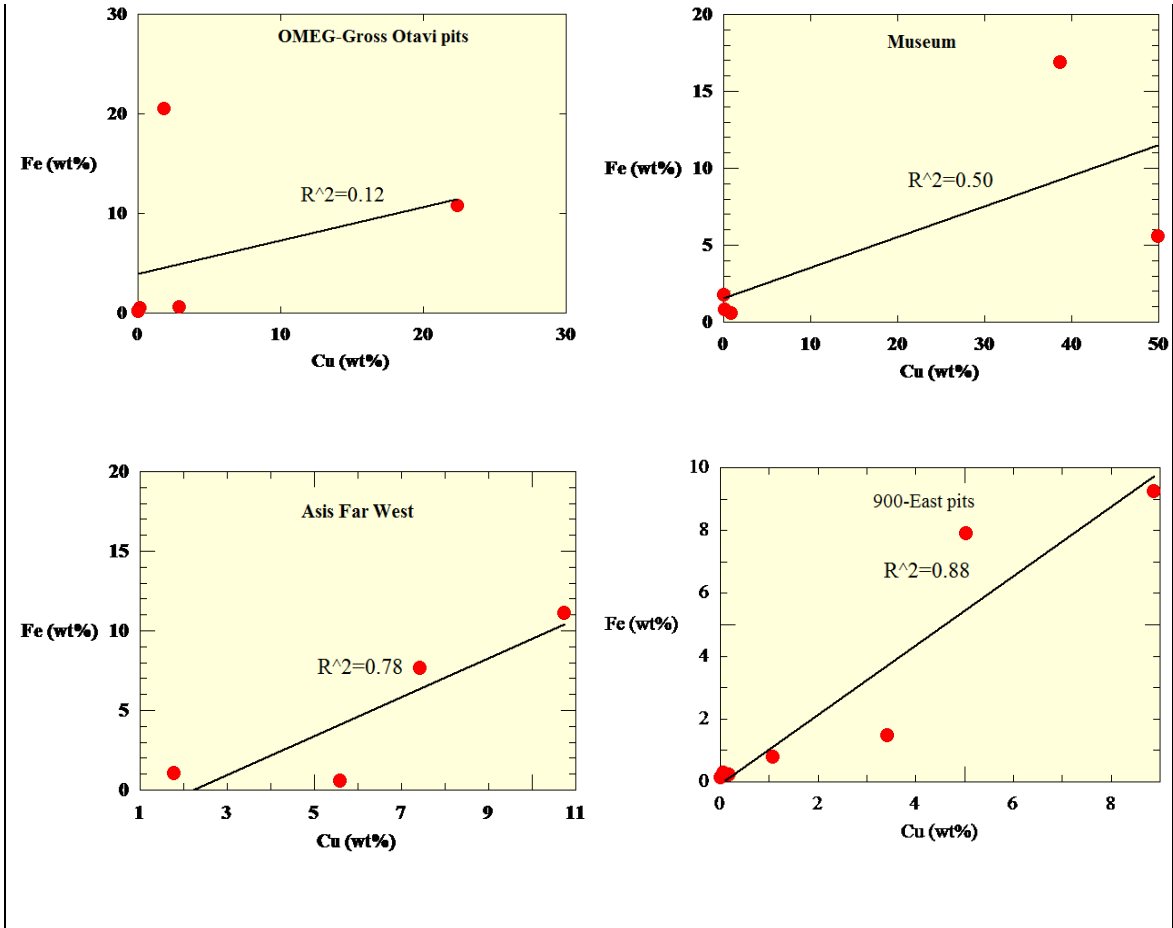 OMEG-Gross Otavi pits
30
20
10
0
Fe (wt%)
R^2=0.12
0 10 20 30
Cu (wt%)
Museum
20
15
10
5
0
Fe (wt%)
R^2=0.50
0 10 20 30 40 50
Cu (wt%)
Asis Far West
20
15
10
5
0
Fe (wt%)
R^2=0.78
1 3 5 7 9 11
Cu (wt%)
900-East pits
10
8
6
4
2
0
Fe (wt%)
R^2=0.88
0 2 4 6 8
Cu (wt%)